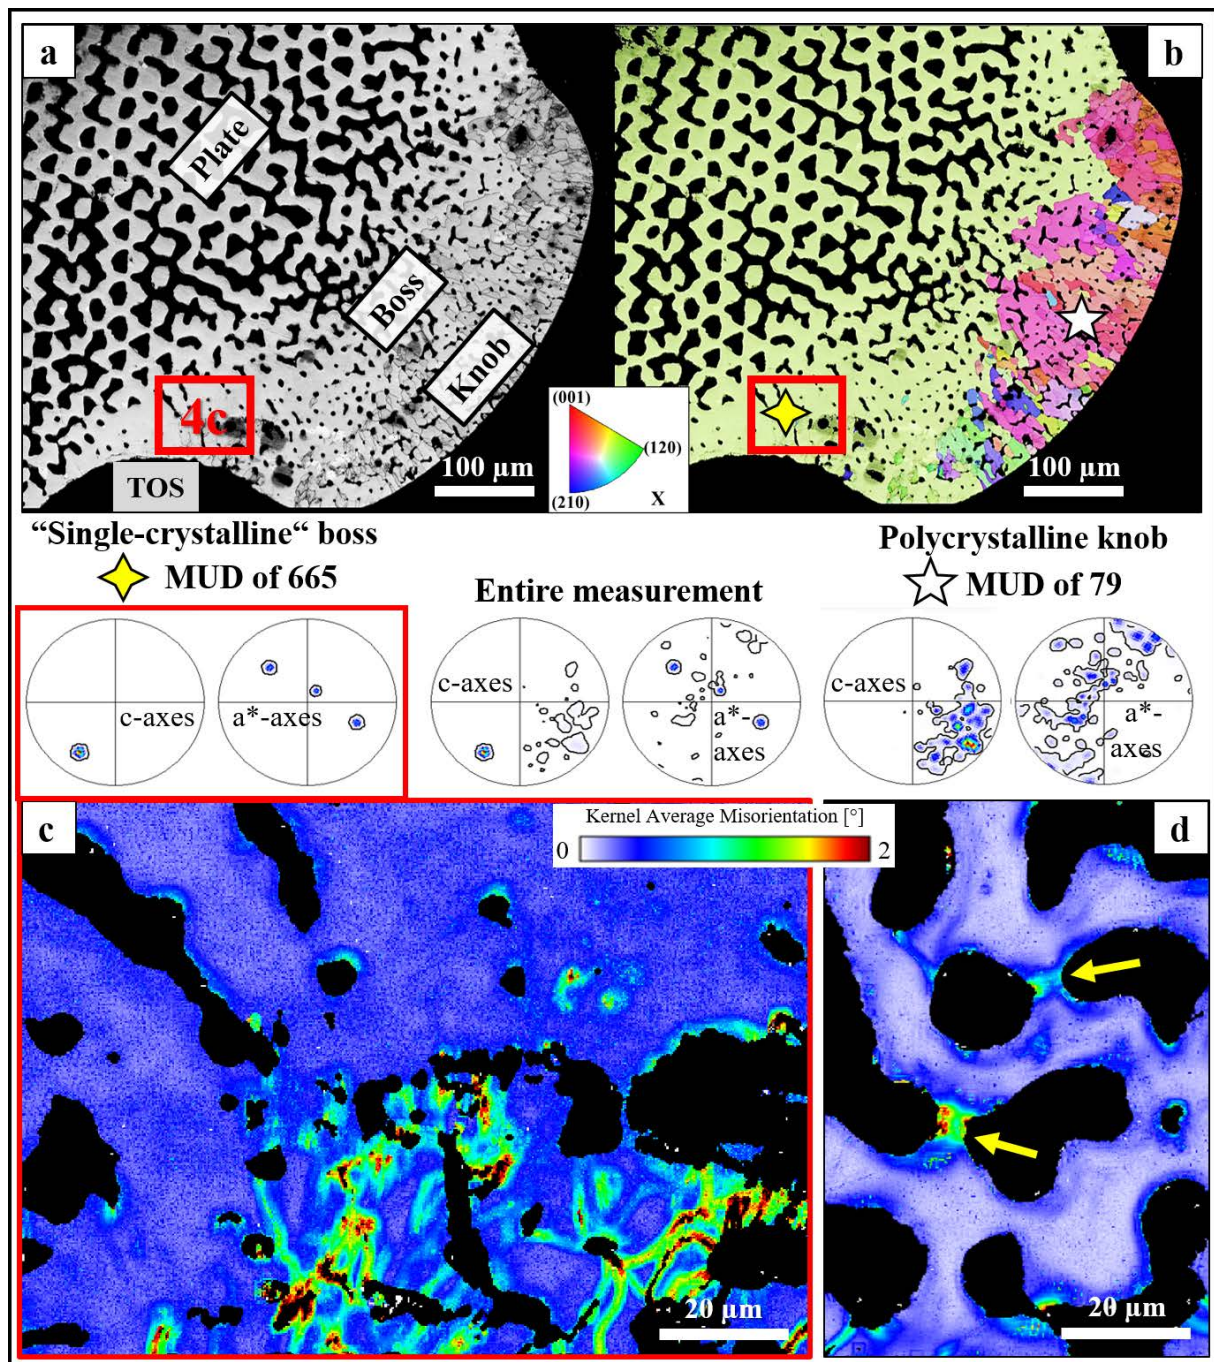 a
b
Plate
Boss
Knob
4c
TOS
100 µm
(001)
(120)
(210)
X
100 µm
“Single-crystalline“ boss
MUD of 665
Entire measurement
Polycrystalline knob
MUD of 79
c-axes
a*-axes
c-axes
a*-
axes
c-axes
a*-
axes
c
Kernel Average Misorientation [°]
0
2
d
20 µm
20 µm